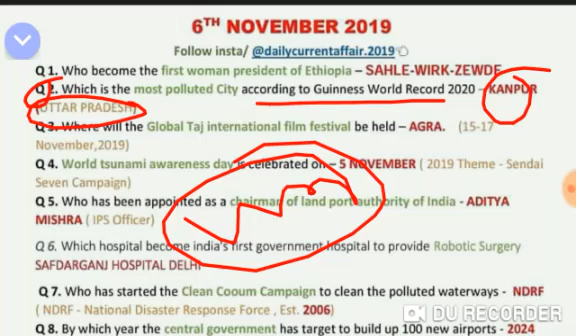 6TH NOVEMBER 2019
Follow insta/ @dailycurrentaffair.2019
Q 1. Who become the first woman president of Ethiopia – SAHLE-WIRK-ZEWDE
Q 2. Which is the most polluted City according to Guinness World Record 2020 – KANPUR
(UTTAR PRADESH)
Q 3. Where will the Global Taj international film festival be held – AGRA. (15-17
November,2019)
Q 4. World tsunami awareness day is celebrated on – 5 NOVEMBER ( 2019 Theme - Sendai
Seven Campaign)
Q 5. Who has been appointed as a chairman of land port authority of India - ADITYA
MISHRA ( IPS Officer)
Q 6. Which hospital become india's first government hospital to provide Robotic Surgery
SAFDARGANJ HOSPITAL DELHI
Q 7. Who has started the Clean Cooum Campaign to clean the polluted waterways - NDRF
( NDRF - National Disaster Response Force , Est. 2006)
DU RECORDER
Q 8. By which year the central government has target to build up 100 new airports - 2024